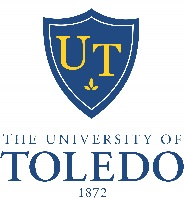 UT
THE UNIVERSITY OF
TOLEDO
1872